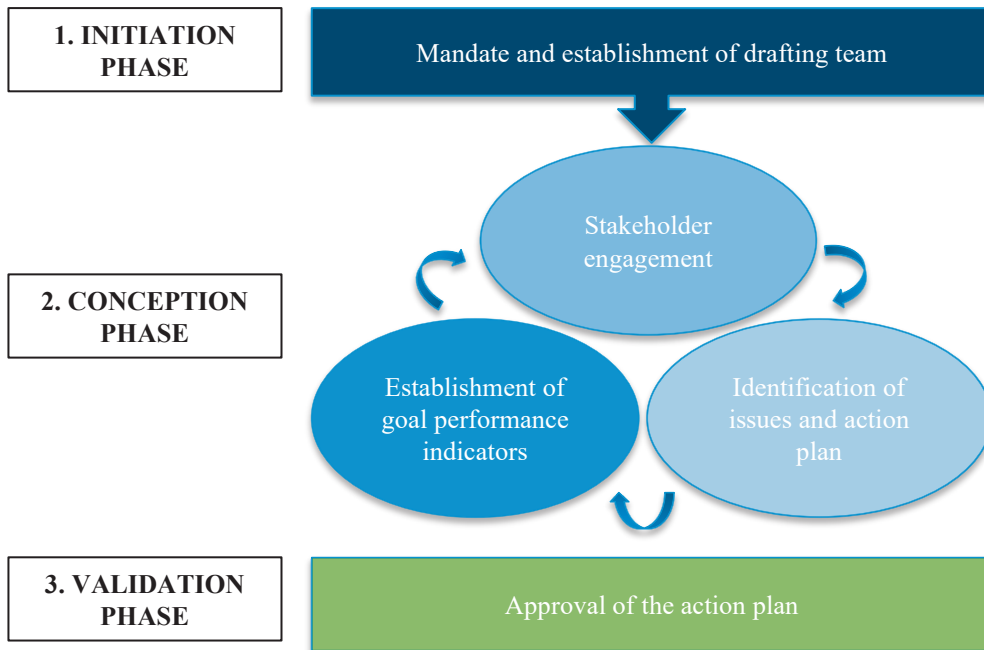 1. INITIATION
PHASE
Mandate and establishment of drafting team
Stakeholder
engagement
2. CONCEPTION
PHASE
Establishment of
goal performance
indicators
Identification of
issues and action
plan
3. VALIDATION
PHASE
Approval of the action plan